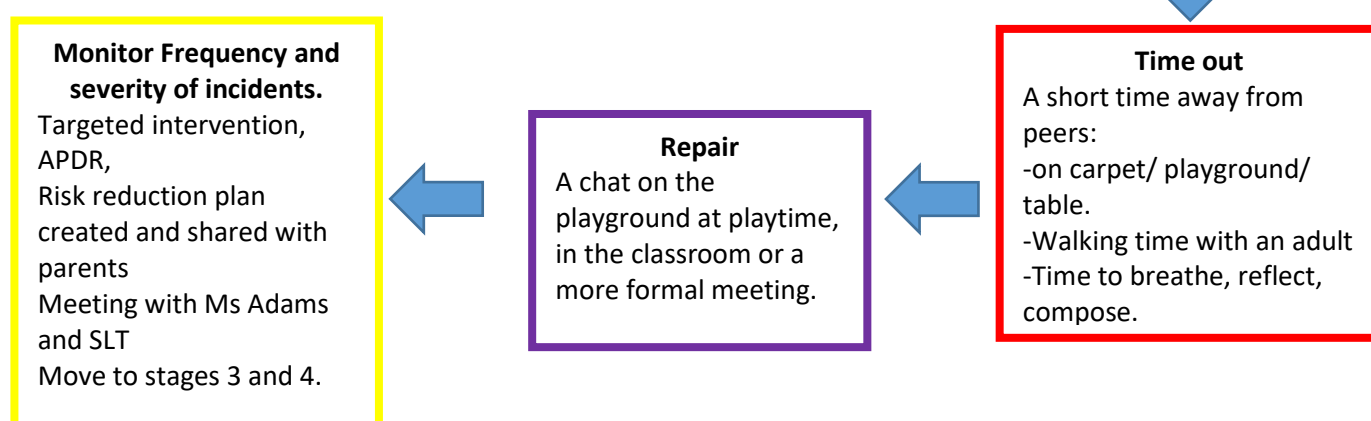 Monitor Frequency and
severity of incidents.
Targeted intervention,
APDR,
Risk reduction plan
created and shared with
parents
Meeting with Ms Adams
and SLT
Move to stages 3 and 4.
Repair
A chat on the
playground at playtime,
in the classroom or a
more formal meeting.
Time out
A short time away from
peers:
-on carpet/ playground/
table.
-Walking time with an adult
-Time to breathe, reflect,
compose.